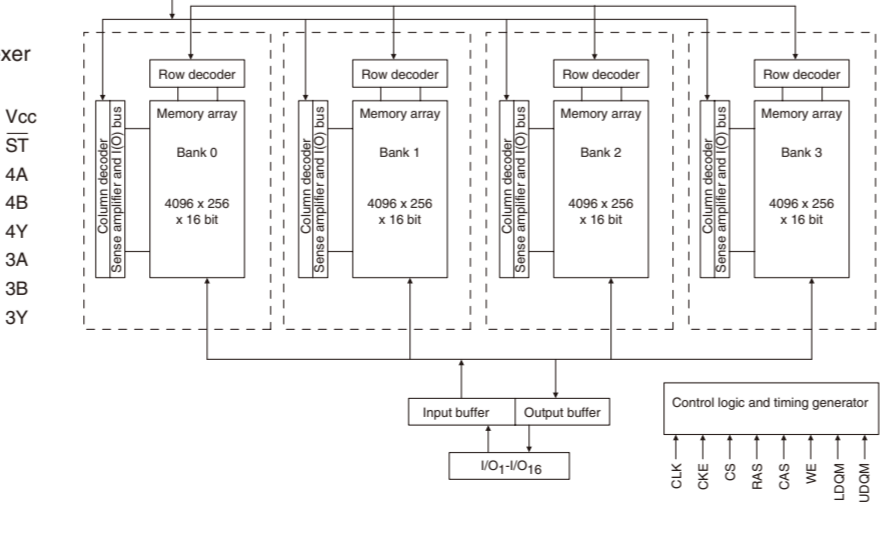 xer
Vcc
S̅T̅
4A
4B
4Y
3A
3B
3Y
Row decoder
Column decoder
Sense amplifier and I(O) bus
Memory array
Bank 0
4096 x 256
x 16 bit
Row decoder
Column decoder
Sense amplifier and I(O) bus
Memory array
Bank 1
4096 x 256
x 16 bit
Row decoder
Column decoder
Sense amplifier and I(O) bus
Memory array
Bank 2
4096 x 256
x 16 bit
Row decoder
Column decoder
Sense amplifier and I(O) bus
Memory array
Bank 3
4096 x 256
x 16 bit
Input buffer
Output buffer
I/O1-I/O16
Control logic and timing generator
CLK
CKE
CS
RAS
CAS
WE
LDQM
UDQM